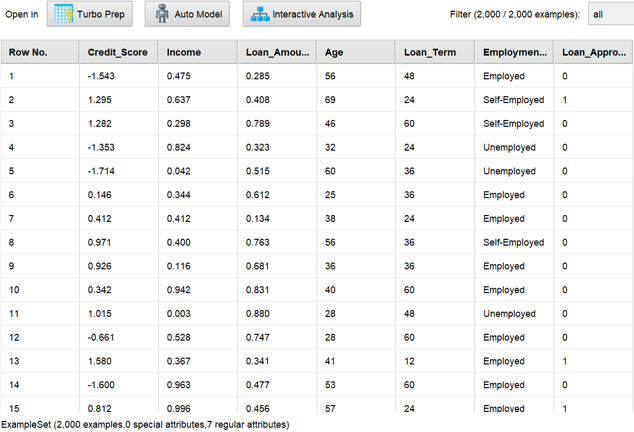 Open in Turbo Prep Auto Model Interactive Analysis Filter (2,000 / 2,000 examples): all
Row No. Credit_Score Income Loan_Amou... Age Loan_Term Employmen... Loan_Appro...
1 -1.543 0.475 0.285 56 48 Employed 0
2 1.295 0.637 0.408 69 24 Self-Employed 1
3 1.282 0.298 0.789 46 60 Self-Employed 0
4 -1.353 0.824 0.323 32 24 Unemployed 0
5 -1.714 0.042 0.515 60 36 Unemployed 0
6 0.146 0.344 0.612 25 36 Employed 0
7 0.412 0.412 0.134 38 24 Employed 0
8 0.971 0.400 0.763 56 36 Self-Employed 0
9 0.926 0.116 0.681 36 36 Employed 0
10 0.342 0.942 0.831 40 60 Employed 0
11 1.015 0.003 0.880 28 48 Unemployed 0
12 -0.661 0.528 0.747 28 60 Employed 0
13 1.580 0.367 0.341 41 12 Employed 1
14 -1.600 0.963 0.477 53 60 Employed 0
15 0.812 0.996 0.456 57 24 Employed 1
ExampleSet (2,000 examples,0 special attributes,7 regular attributes)